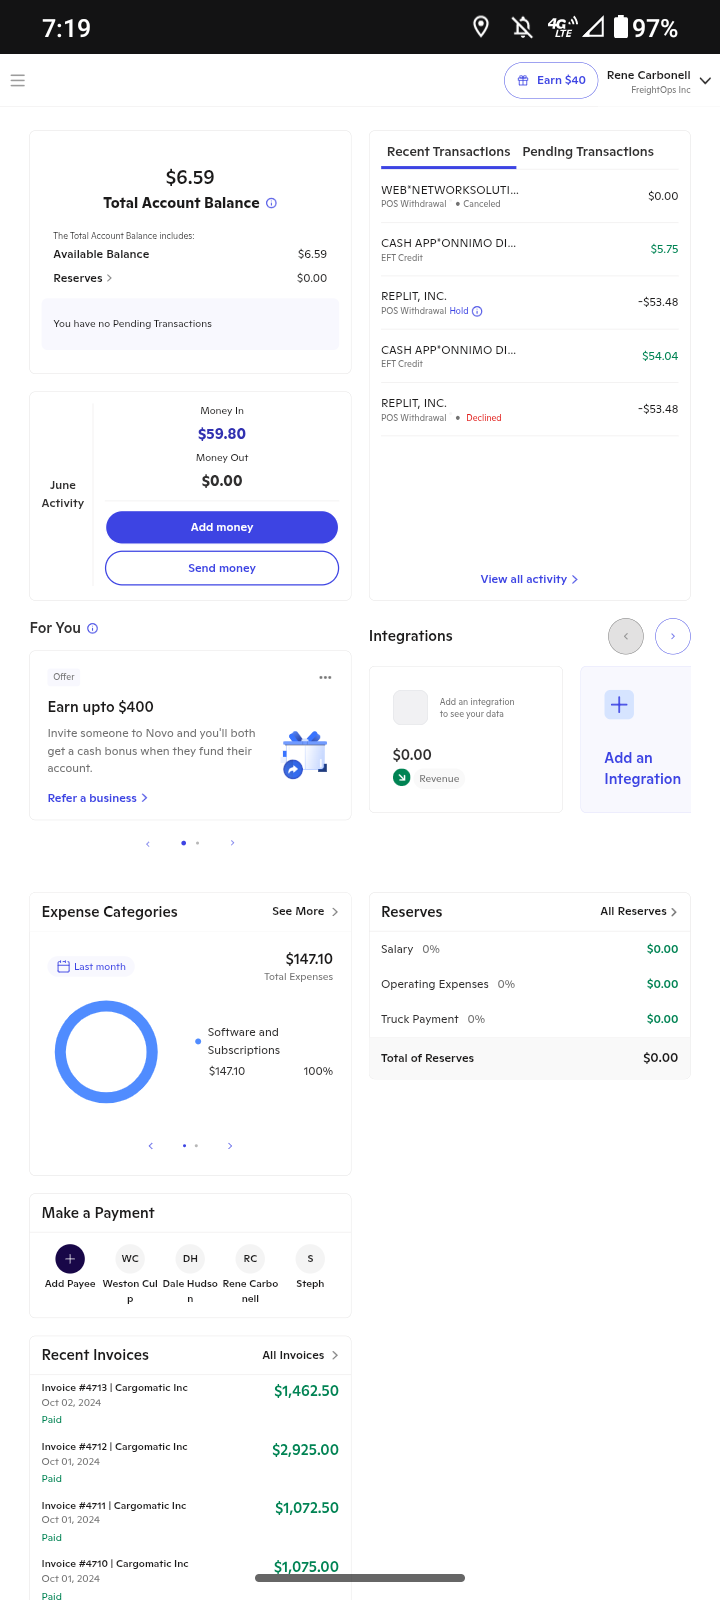 7:19
4G LTE
97%
Earn $40
Rene Carbonell
FreightOps Inc
$6.59
Total Account Balance
The Total Account Balance includes:
Available Balance $6.59
Reserves > $0.00
You have no Pending Transactions
June
Activity
Money In
$59.80
Money Out
$0.00
Add money
Send money
Recent Transactions Pending Transactions
WEB*NETWORKSOLUTI... $0.00
POS Withdrawal • Canceled
CASH APP*ONNIMO DI... $5.75
EFT Credit
REPLIT, INC. -$53.48
POS Withdrawal Hold
CASH APP*ONNIMO DI... $54.04
EFT Credit
REPLIT, INC. -$53.48
POS Withdrawal • Declined
View all activity >
For You
Offer
Earn upto $400
Invite someone to Novo and you'll both
get a cash bonus when they fund their
account.
Refer a business >
Integrations
Add an integration
to see your data
$0.00
Revenue
Add an
Integration
Expense Categories See More >
Last month
$147.10
Total Expenses
Software and
Subscriptions
$147.10 100%
Reserves All Reserves >
Salary 0% $0.00
Operating Expenses 0% $0.00
Truck Payment 0% $0.00
Total of Reserves $0.00
Make a Payment
WC DH RC S
Add Payee Weston Cul Dale Hudso Rene Carbo Steph
p n nell
Recent Invoices All Invoices >
Invoice #4713 | Cargomatic Inc $1,462.50
Oct 02, 2024
Paid
Invoice #4712 | Cargomatic Inc $2,925.00
Oct 01, 2024
Paid
Invoice #4711 | Cargomatic Inc $1,072.50
Oct 01, 2024
Paid
Invoice #4710 | Cargomatic Inc $1,075.00
Oct 01, 2024
Paid